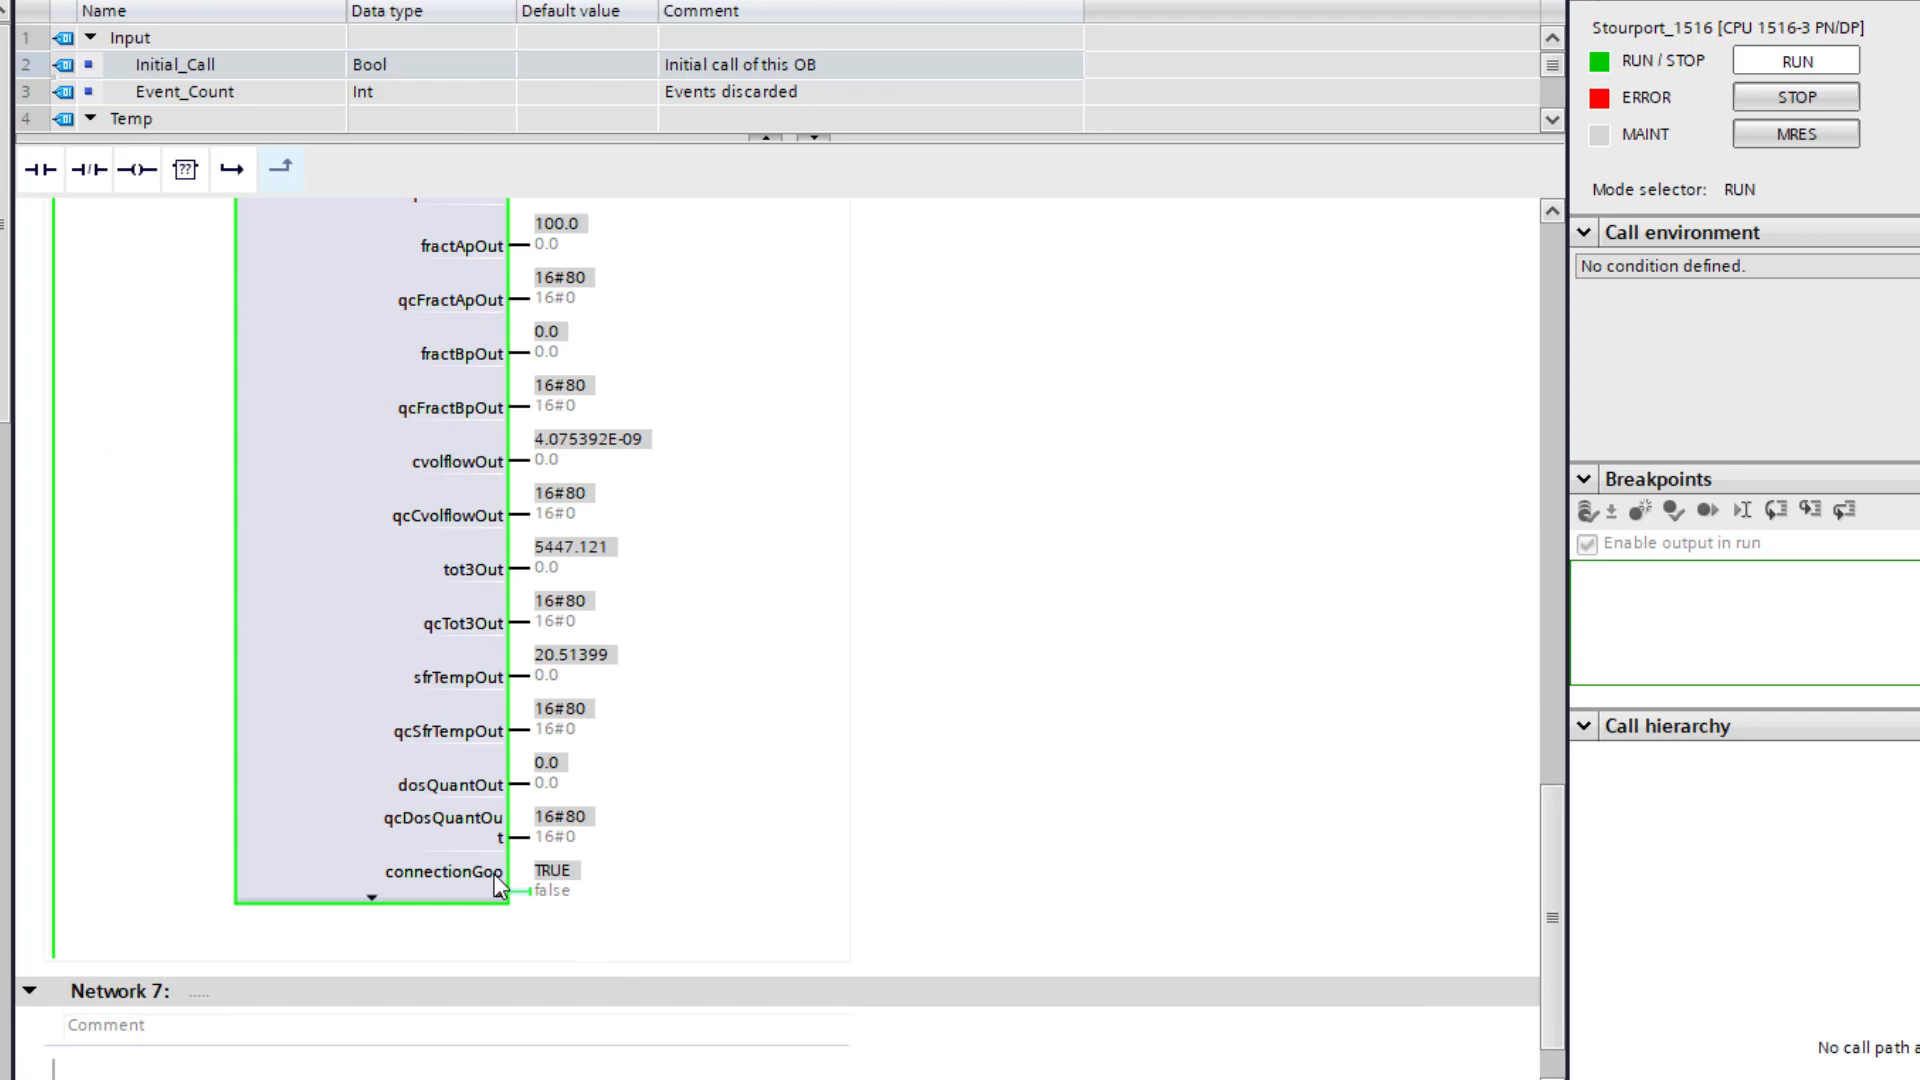 Name Data type Default value Comment
1 Input
2 Initial_Call Bool Initial call of this OB
3 Event_Count Int Events discarded
4 Temp
??
100.0
fractApOut 0.0
16#80
qcFractApOut 16#0
0.0
fractBpOut 0.0
16#80
qcFractBpOut 16#0
4.075392E-09
cvolflowOut 0.0
16#80
qcCvolflowOut 16#0
5447.121
tot3Out 0.0
16#80
qcTot3Out 16#0
20.51399
sfrTempOut 0.0
16#80
qcSfrTempOut 16#0
0.0
dosQuantOut 0.0
qcDosQuantOu 16#80
t 16#0
connectionGoo TRUE
false
Network 7: .....
Comment
Stourport_1516 [CPU 1516-3 PN/DP]
RUN / STOP RUN
ERROR STOP
MAINT MRES
Mode selector: RUN
Call environment
No condition defined.
Breakpoints
Enable output in run
Call hierarchy
No call path a